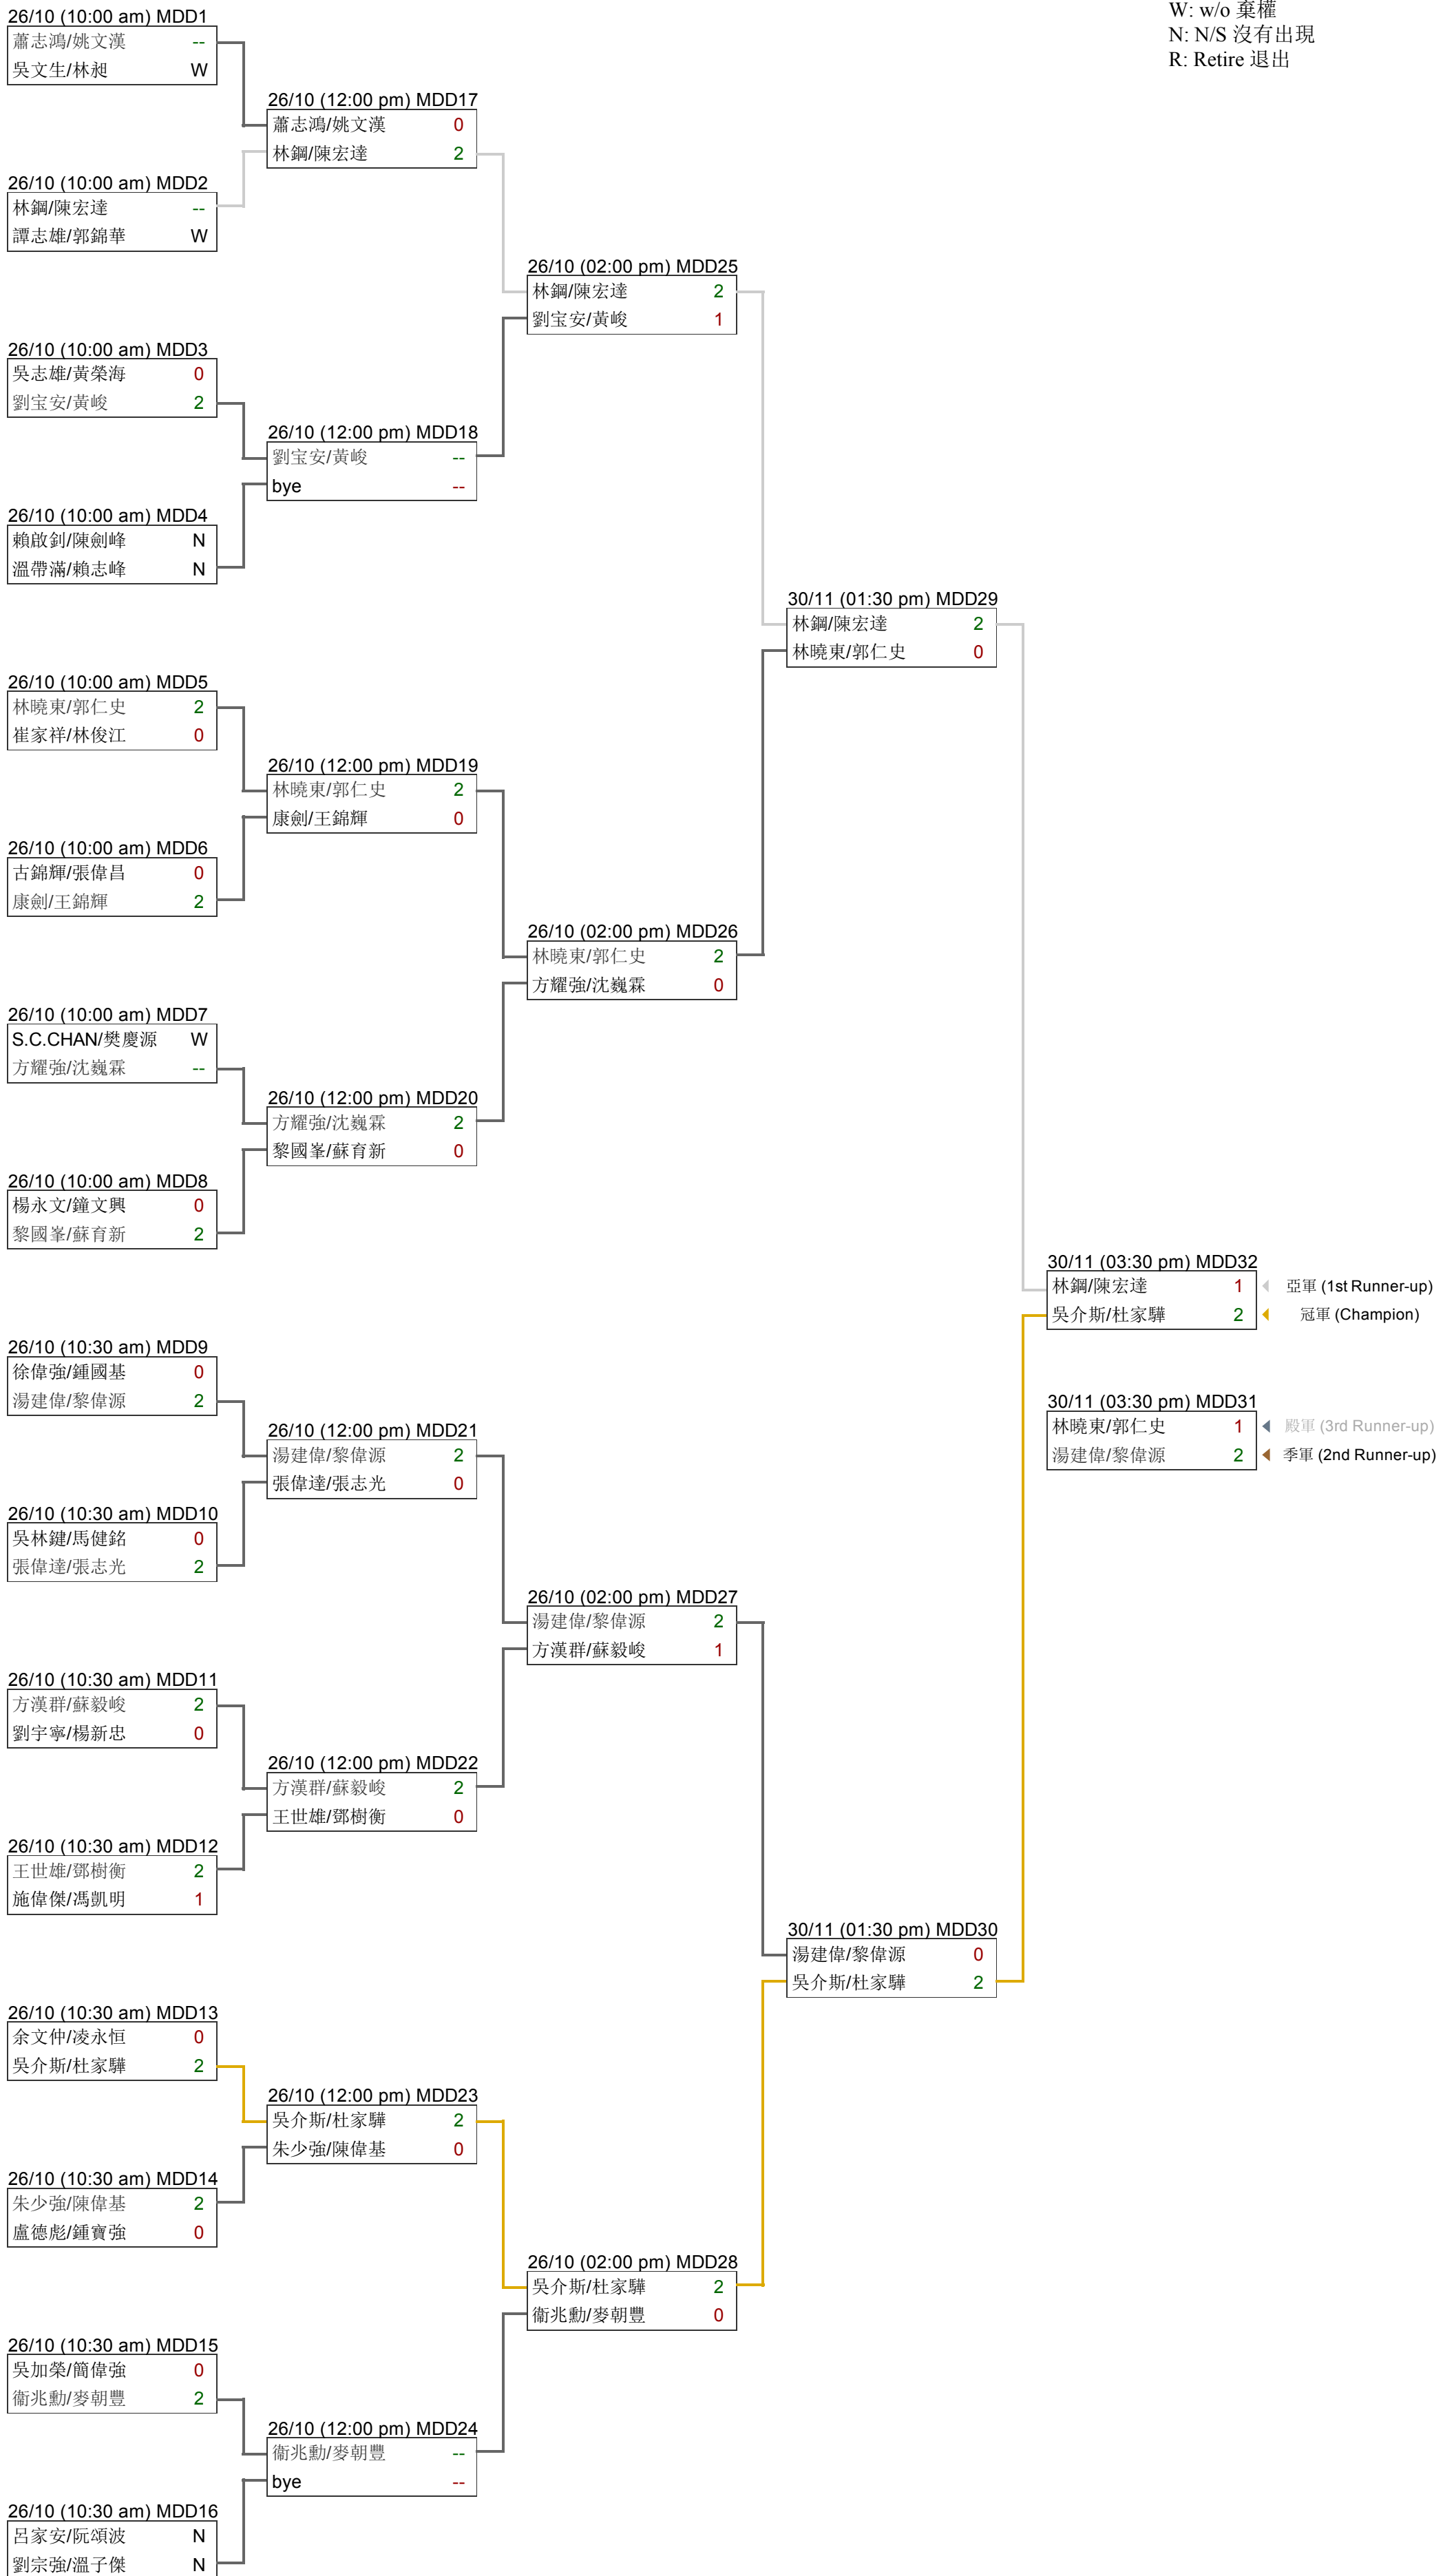 W: w/o 棄權
N: N/S 沒有出現
R: Retire 退出
26/10 (10:00 am) MDD1
蕭志鴻/姚文漢 --
吳文生/林昶 W
26/10 (12:00 pm) MDD17
蕭志鴻/姚文漢 0
林鋼/陳宏達 2
26/10 (10:00 am) MDD2
林鋼/陳宏達 --
譚志雄/郭錦華 W
26/10 (02:00 pm) MDD25
林鋼/陳宏達 2
劉宝安/黃峻 1
26/10 (10:00 am) MDD3
吳志雄/黃榮海 0
劉宝安/黃峻 2
26/10 (12:00 pm) MDD18
劉宝安/黃峻 --
bye --
26/10 (10:00 am) MDD4
賴啟釗/陳劍峰 N
溫帶滿/賴志峰 N
30/11 (01:30 pm) MDD29
林鋼/陳宏達 2
林曉東/郭仁史 0
26/10 (10:00 am) MDD5
林曉東/郭仁史 2
崔家祥/林俊江 0
26/10 (12:00 pm) MDD19
林曉東/郭仁史 2
康劍/王錦輝 0
26/10 (10:00 am) MDD6
古錦輝/張偉昌 0
康劍/王錦輝 2
26/10 (02:00 pm) MDD26
林曉東/郭仁史 2
方耀強/沈巍霖 0
26/10 (10:00 am) MDD7
S.C.CHAN/樊慶源 W
方耀強/沈巍霖 --
26/10 (12:00 pm) MDD20
方耀強/沈巍霖 2
黎國峯/蘇育新 0
26/10 (10:00 am) MDD8
楊永文/鐘文興 0
黎國峯/蘇育新 2
30/11 (03:30 pm) MDD32
林鋼/陳宏達 1 亞軍 (1st Runner-up)
吳介斯/杜家驊 2 冠軍 (Champion)
26/10 (10:30 am) MDD9
徐偉強/鍾國基 0
湯建偉/黎偉源 2
30/11 (03:30 pm) MDD31
林曉東/郭仁史 1 殿軍 (3rd Runner-up)
湯建偉/黎偉源 2 季軍 (2nd Runner-up)
26/10 (12:00 pm) MDD21
湯建偉/黎偉源 2
張偉達/張志光 0
26/10 (10:30 am) MDD10
吳林鍵/馬健銘 0
張偉達/張志光 2
26/10 (02:00 pm) MDD27
湯建偉/黎偉源 2
方漢群/蘇毅峻 1
26/10 (10:30 am) MDD11
方漢群/蘇毅峻 2
劉宇寧/楊新忠 0
26/10 (12:00 pm) MDD22
方漢群/蘇毅峻 2
王世雄/鄧樹衡 0
26/10 (10:30 am) MDD12
王世雄/鄧樹衡 2
施偉傑/馮凱明 1
30/11 (01:30 pm) MDD30
湯建偉/黎偉源 0
吳介斯/杜家驊 2
26/10 (10:30 am) MDD13
余文仲/凌永恒 0
吳介斯/杜家驊 2
26/10 (12:00 pm) MDD23
吳介斯/杜家驊 2
朱少強/陳偉基 0
26/10 (10:30 am) MDD14
朱少強/陳偉基 2
盧德彪/鍾寶強 0
26/10 (02:00 pm) MDD28
吳介斯/杜家驊 2
衞兆勳/麥朝豐 0
26/10 (10:30 am) MDD15
吳加榮/簡偉強 0
衞兆勳/麥朝豐 2
26/10 (12:00 pm) MDD24
衞兆勳/麥朝豐 --
bye --
26/10 (10:30 am) MDD16
呂家安/阮頌波 N
劉宗強/溫子傑 N